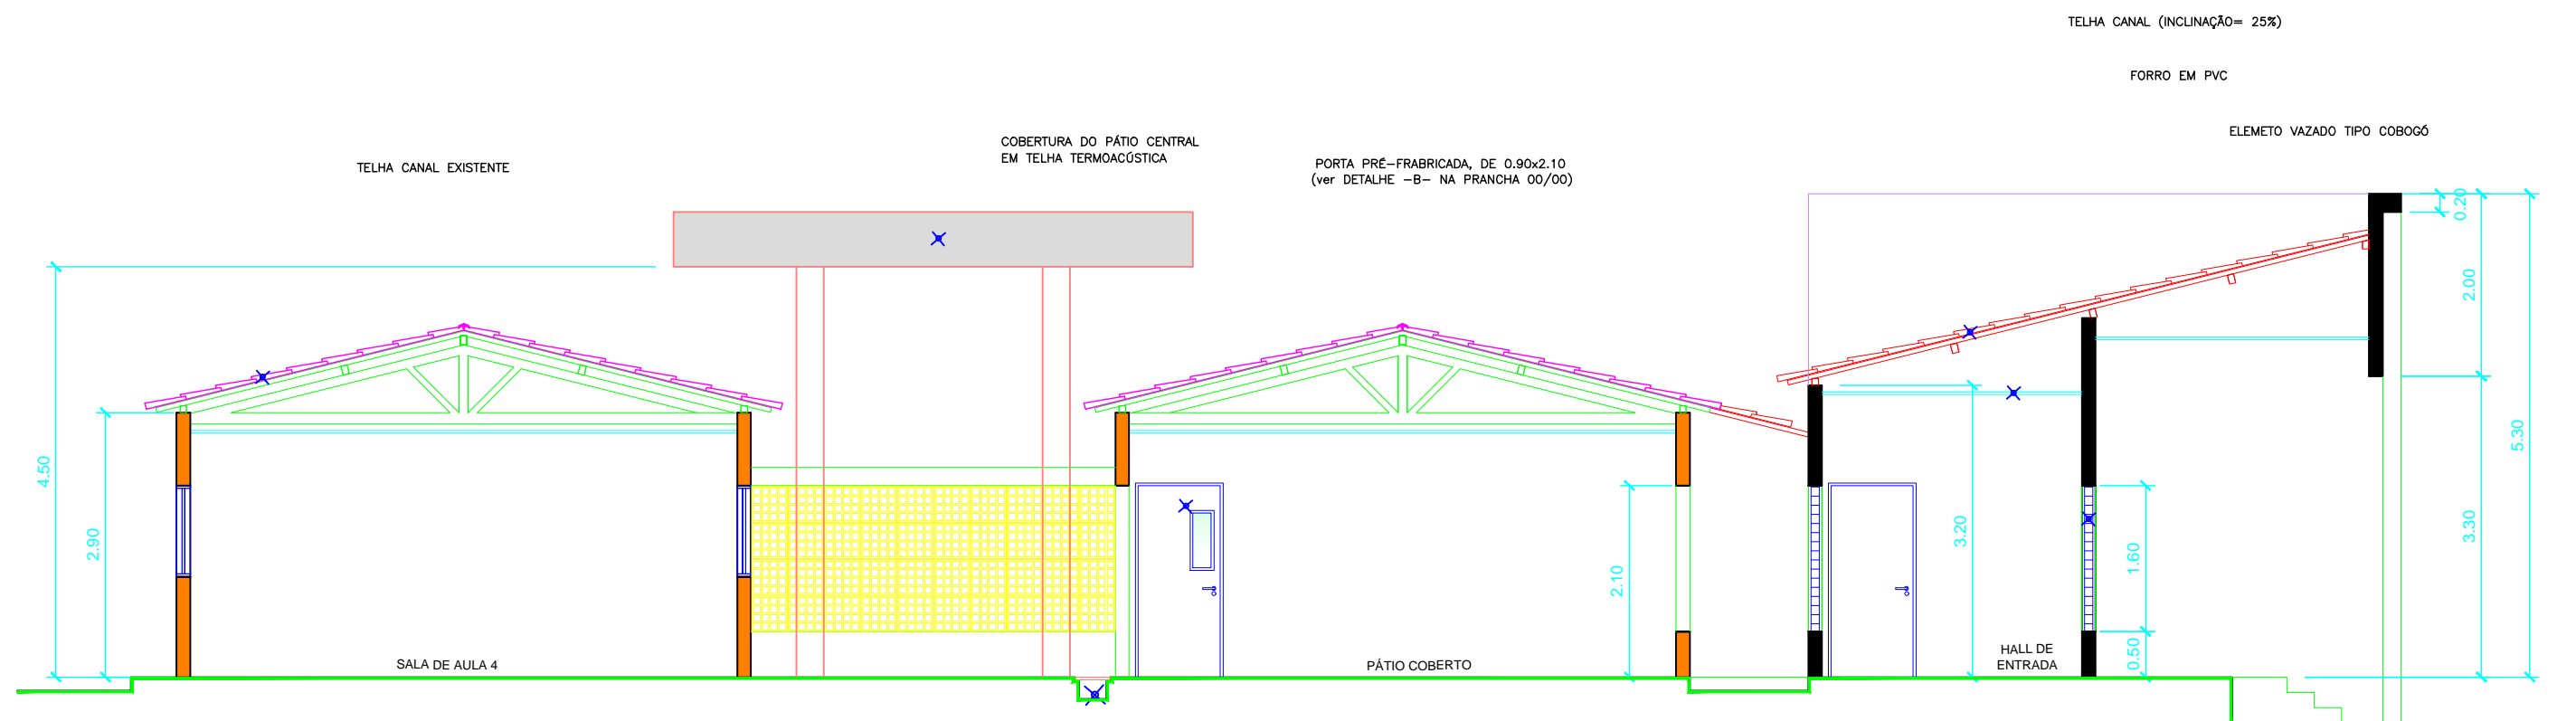 TELHA CANAL (INCLINAÇÃO= 25%)
FORRO EM PVC
ELEMETO VAZADO TIPO COBOGÓ
COBERTURA DO PÁTIO CENTRAL
EM TELHA TERMOACÚSTICA
TELHA CANAL EXISTENTE
PORTA PRÉ-FRABRICADA, DE 0.90x2.10
(ver DETALHE -B- NA PRANCHA 00/00)
4.50
2.90
2.10
3.20
1.60
0.50
0.20
2.00
3.30
5.30
SALA DE AULA 4
PÁTIO COBERTO
HALL DE
ENTRADA